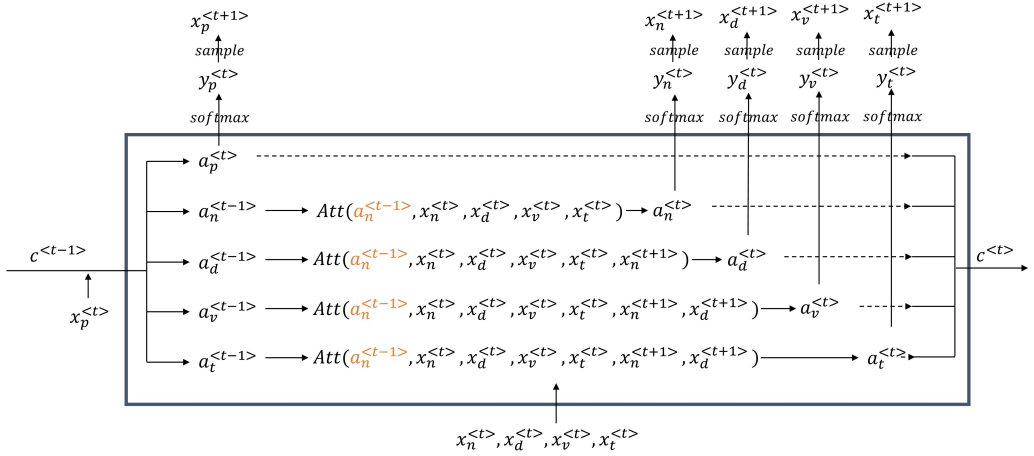 x_p^{<t+1>} x_n^{<t+1>} x_d^{<t+1>} x_v^{<t+1>} x_t^{<t+1>}
sample sample sample sample sample
y_p^{<t>} y_n^{<t>} y_d^{<t>} y_v^{<t>} y_t^{<t>}
softmax softmax softmax softmax softmax
a_p^{<t>}
a_n^{<t-1>} Att(a_n^{<t-1>}, x_n^{<t>}, x_d^{<t>}, x_v^{<t>}, x_t^{<t>}) a_n^{<t>}
c^{<t-1>} a_d^{<t-1>} Att(a_n^{<t-1>}, x_n^{<t>}, x_d^{<t>}, x_v^{<t>}, x_t^{<t>}, x_n^{<t+1>}) a_d^{<t>} c^{<t>}
x_p^{<t>} a_v^{<t-1>} Att(a_n^{<t-1>}, x_n^{<t>}, x_d^{<t>}, x_v^{<t>}, x_t^{<t>}, x_n^{<t+1>}, x_d^{<t+1>}) a_v^{<t>}
a_t^{<t-1>} Att(a_n^{<t-1>}, x_n^{<t>}, x_d^{<t>}, x_v^{<t>}, x_t^{<t>}, x_n^{<t+1>}, x_d^{<t+1>}) a_t^{<t>}
x_n^{<t>}, x_d^{<t>}, x_v^{<t>}, x_t^{<t>}